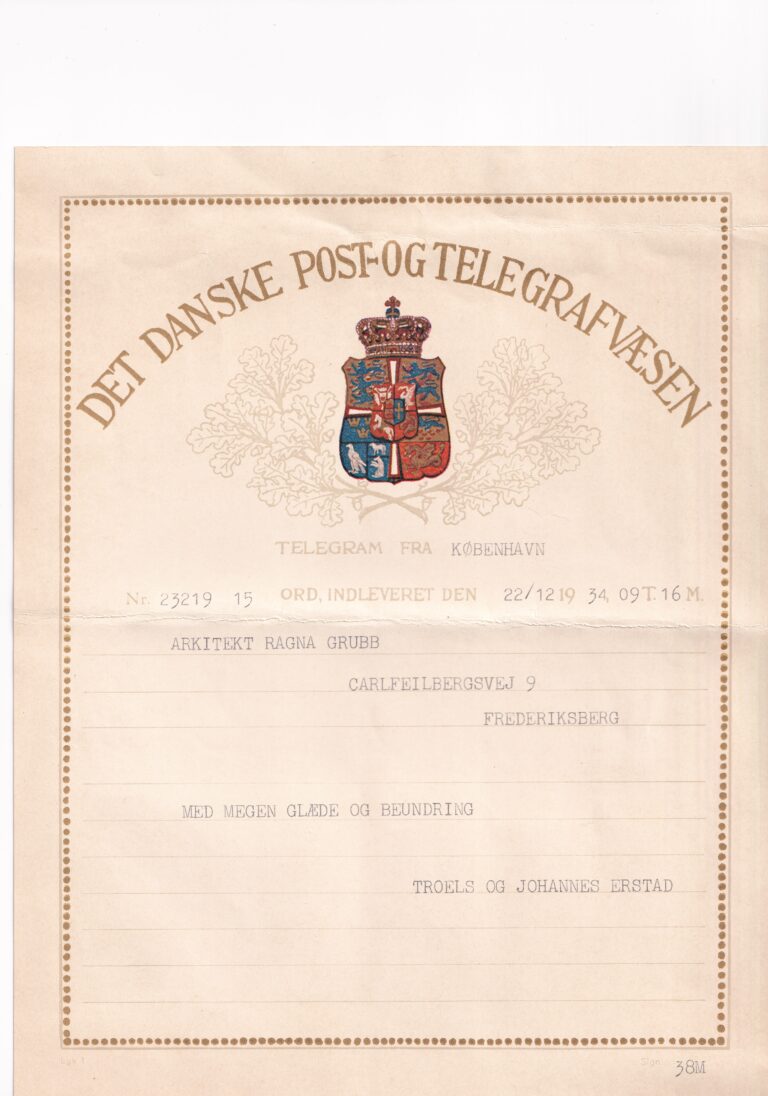 DET DANSKE POST-OG TELEGRAFVÆSEN
TELEGRAM FRA KØBENHAVN
Nr. 23219 15 ORD, INDLEVERET DEN 22/12 19 34, 09 T. 16 M.
ARKITEKT RAGNA GRUBB
CARLFEILBERGSVEJ 9
FREDERIKSBERG
MED MEGEN GLÆDE OG BEUNDRING
TROELS OG JOHANNES ERSTAD
38M